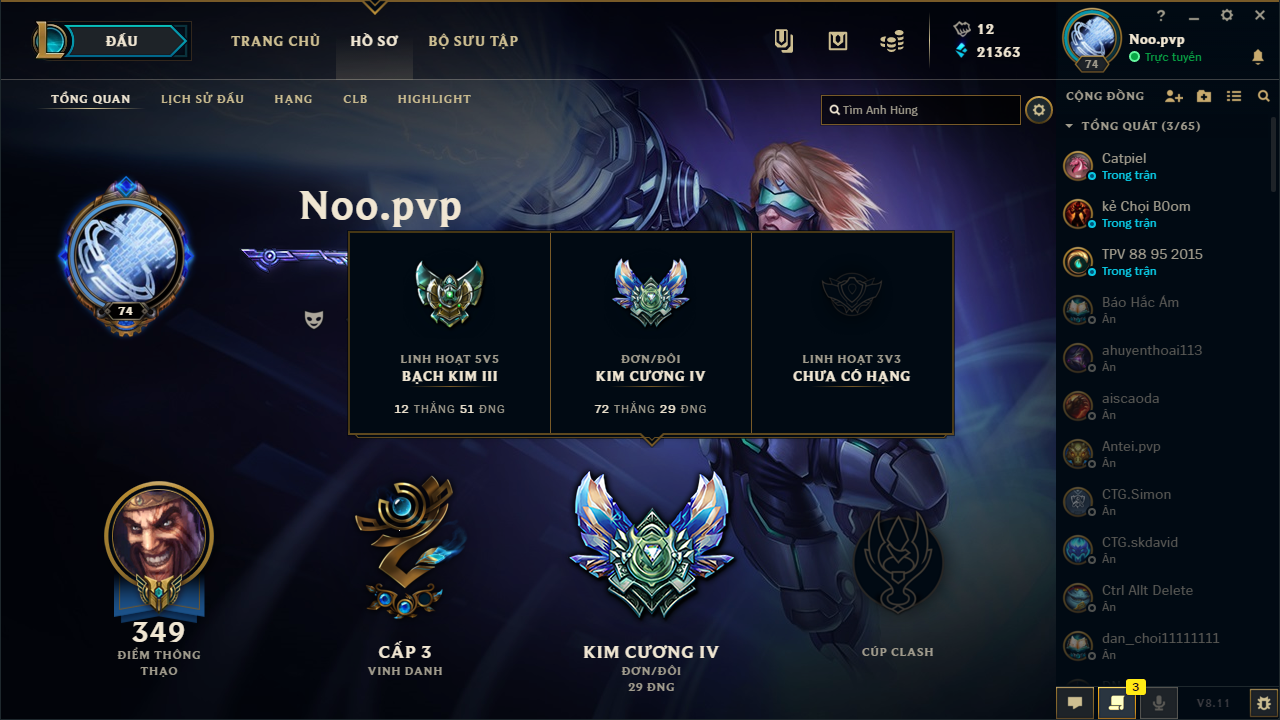 ĐẤU
TRANG CHỦ
HỒ SƠ
BỘ SƯU TẬP
12
21363
Noo.pvp
Trực tuyến
74
TỔNG QUAN
LỊCH SỬ ĐẤU
HẠNG
CLB
HIGHLIGHT
Tìm Anh Hùng
CỘNG ĐỒNG
TỔNG QUÁT (3/65)
Catpiel
Trong trận
kẻ Chọi B0om
Trong trận
TPV 88 95 2015
Trong trận
Báo Hắc Ám
Ẩn
ahuyenthoai113
Ẩn
aiscaoda
Ẩn
Antei.pvp
Ẩn
CTG.Simon
Ẩn
CTG.skdavid
Ẩn
Ctrl Allt Delete
Ẩn
dan_choi11111111
Ẩn
Noo.pvp
74
LINH HOẠT 5V5
BẠCH KIM III
12 THẮNG 51 ĐNG
ĐƠN/ĐÔI
KIM CƯƠNG IV
72 THẮNG 29 ĐNG
LINH HOẠT 3V3
CHƯA CÓ HẠNG
349
ĐIỂM THÔNG
THẠO
CẤP 3
VINH DANH
KIM CƯƠNG IV
ĐƠN/ĐÔI
29 ĐNG
CÚP CLASH
3
V8.11